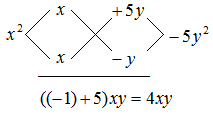 x² x +5y -5y²
x -y
((-1)+5)xy = 4xy